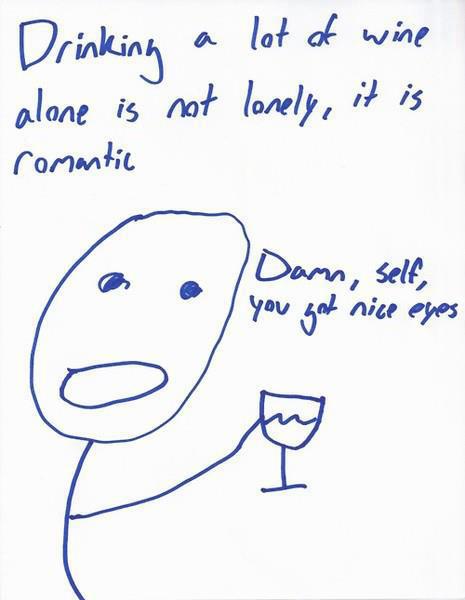 Drinking a lot of wine
alone is not lonely, it is
romantic
Damn, self,
you got nice eyes